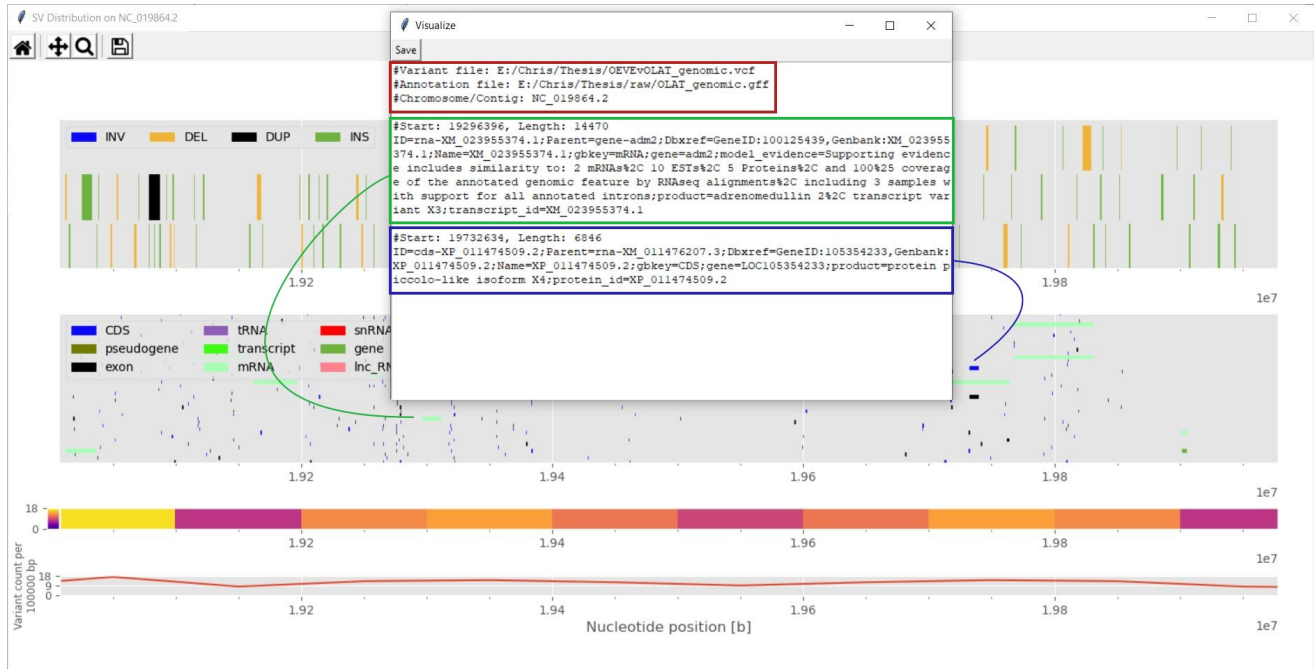 SV Distribution on NC_019864.2
Visualize
Save
#Variant file: E:/Chris/Thesis/OEVEvOLAT_genomic.vcf
#Annotation file: E:/Chris/Thesis/raw/OLAT_genomic.gff
#Chromosome/Contig: NC_019864.2
#Start: 19296396, Length: 14470
ID=rna-XM_023955374.1;Parent=gene-adm2;Dbxref=GeneID:100125439,Genbank:XM_023955
374.1;Name=XM_023955374.1;gbkey=mRNA;gene=adm2;model_evidence=Supporting evidenc
e includes similarity to: 2 mRNAs%2C 10 ESTs%2C 5 Proteins%2C and 100%25 coverag
e of the annotated genomic feature by RNAseq alignments%2C including 3 samples w
ith support for all annotated introns;product=adrenomedullin 2%2C transcript var
iant X3;transcript_id=XM_023955374.1
#Start: 19732634, Length: 6846
ID=cds-XP_011474509.2;Parent=rna-XM_011476207.3;Dbxref=GeneID:105354233,Genbank:
XP_011474509.2;Name=XP_011474509.2;gbkey=CDS;gene=LOC105354233;product=protein p
iccolo-like isoform X4;protein_id=XP_011474509.2
INV DEL DUP INS
1.92 1.98
1e7
CDS tRNA snRNA
pseudogene transcript gene
exon mRNA lnc_RN
1.92 1.94 1.96 1.98
1e7
18
0
1.92 1.94 1.96 1.98
1e7
Variant count per
100000 bp
18
9
0
1.92 1.94 1.96 1.98
1e7
Nucleotide position [b]